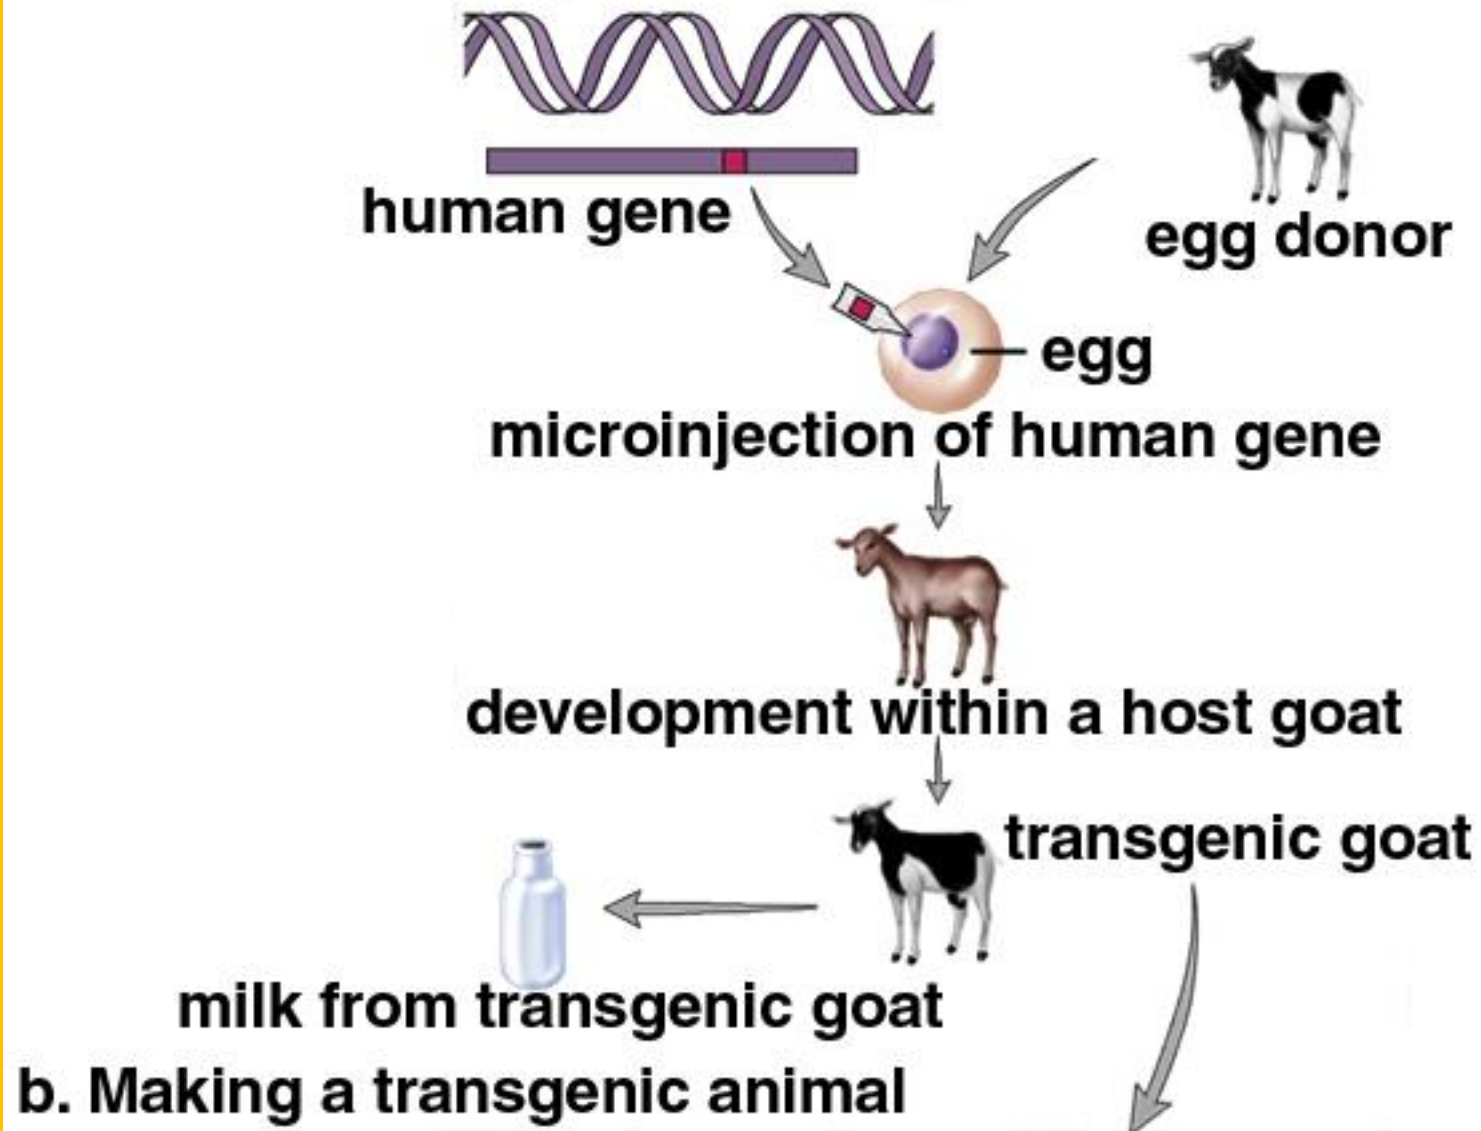 human gene
egg donor
egg
microinjection of human gene
development within a host goat
transgenic goat
milk from transgenic goat
b. Making a transgenic animal